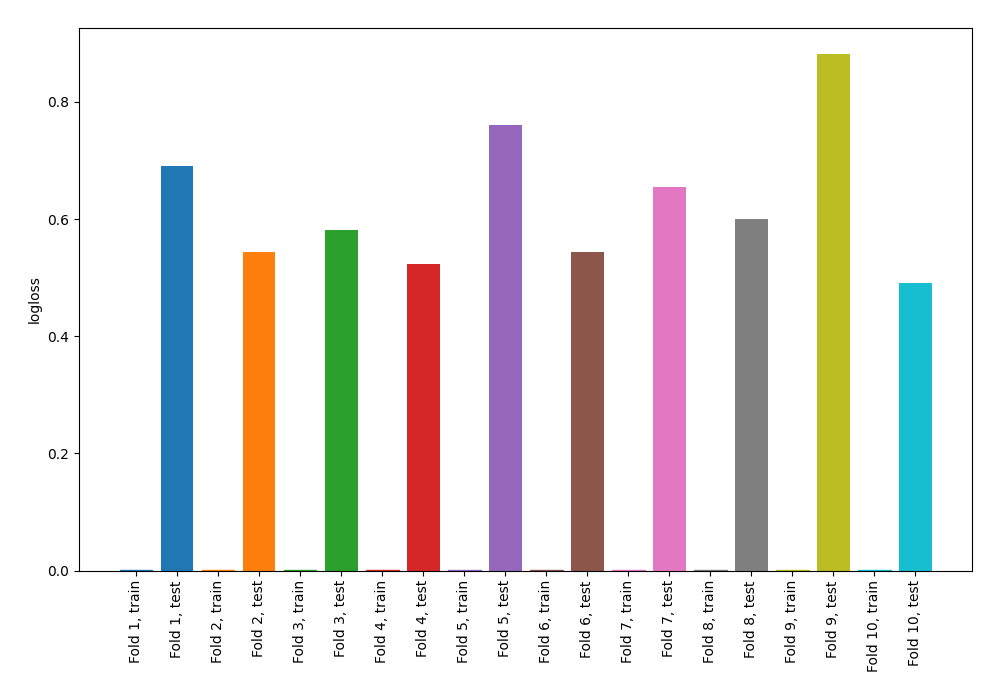 logloss
0.8
0.6
0.4
0.2
0.0
Fold 1, train
Fold 1, test
Fold 2, train
Fold 2, test
Fold 3, train
Fold 3, test
Fold 4, train
Fold 4, test
Fold 5, train
Fold 5, test
Fold 6, train
Fold 6, test
Fold 7, train
Fold 7, test
Fold 8, train
Fold 8, test
Fold 9, train
Fold 9, test
Fold 10, train
Fold 10, test